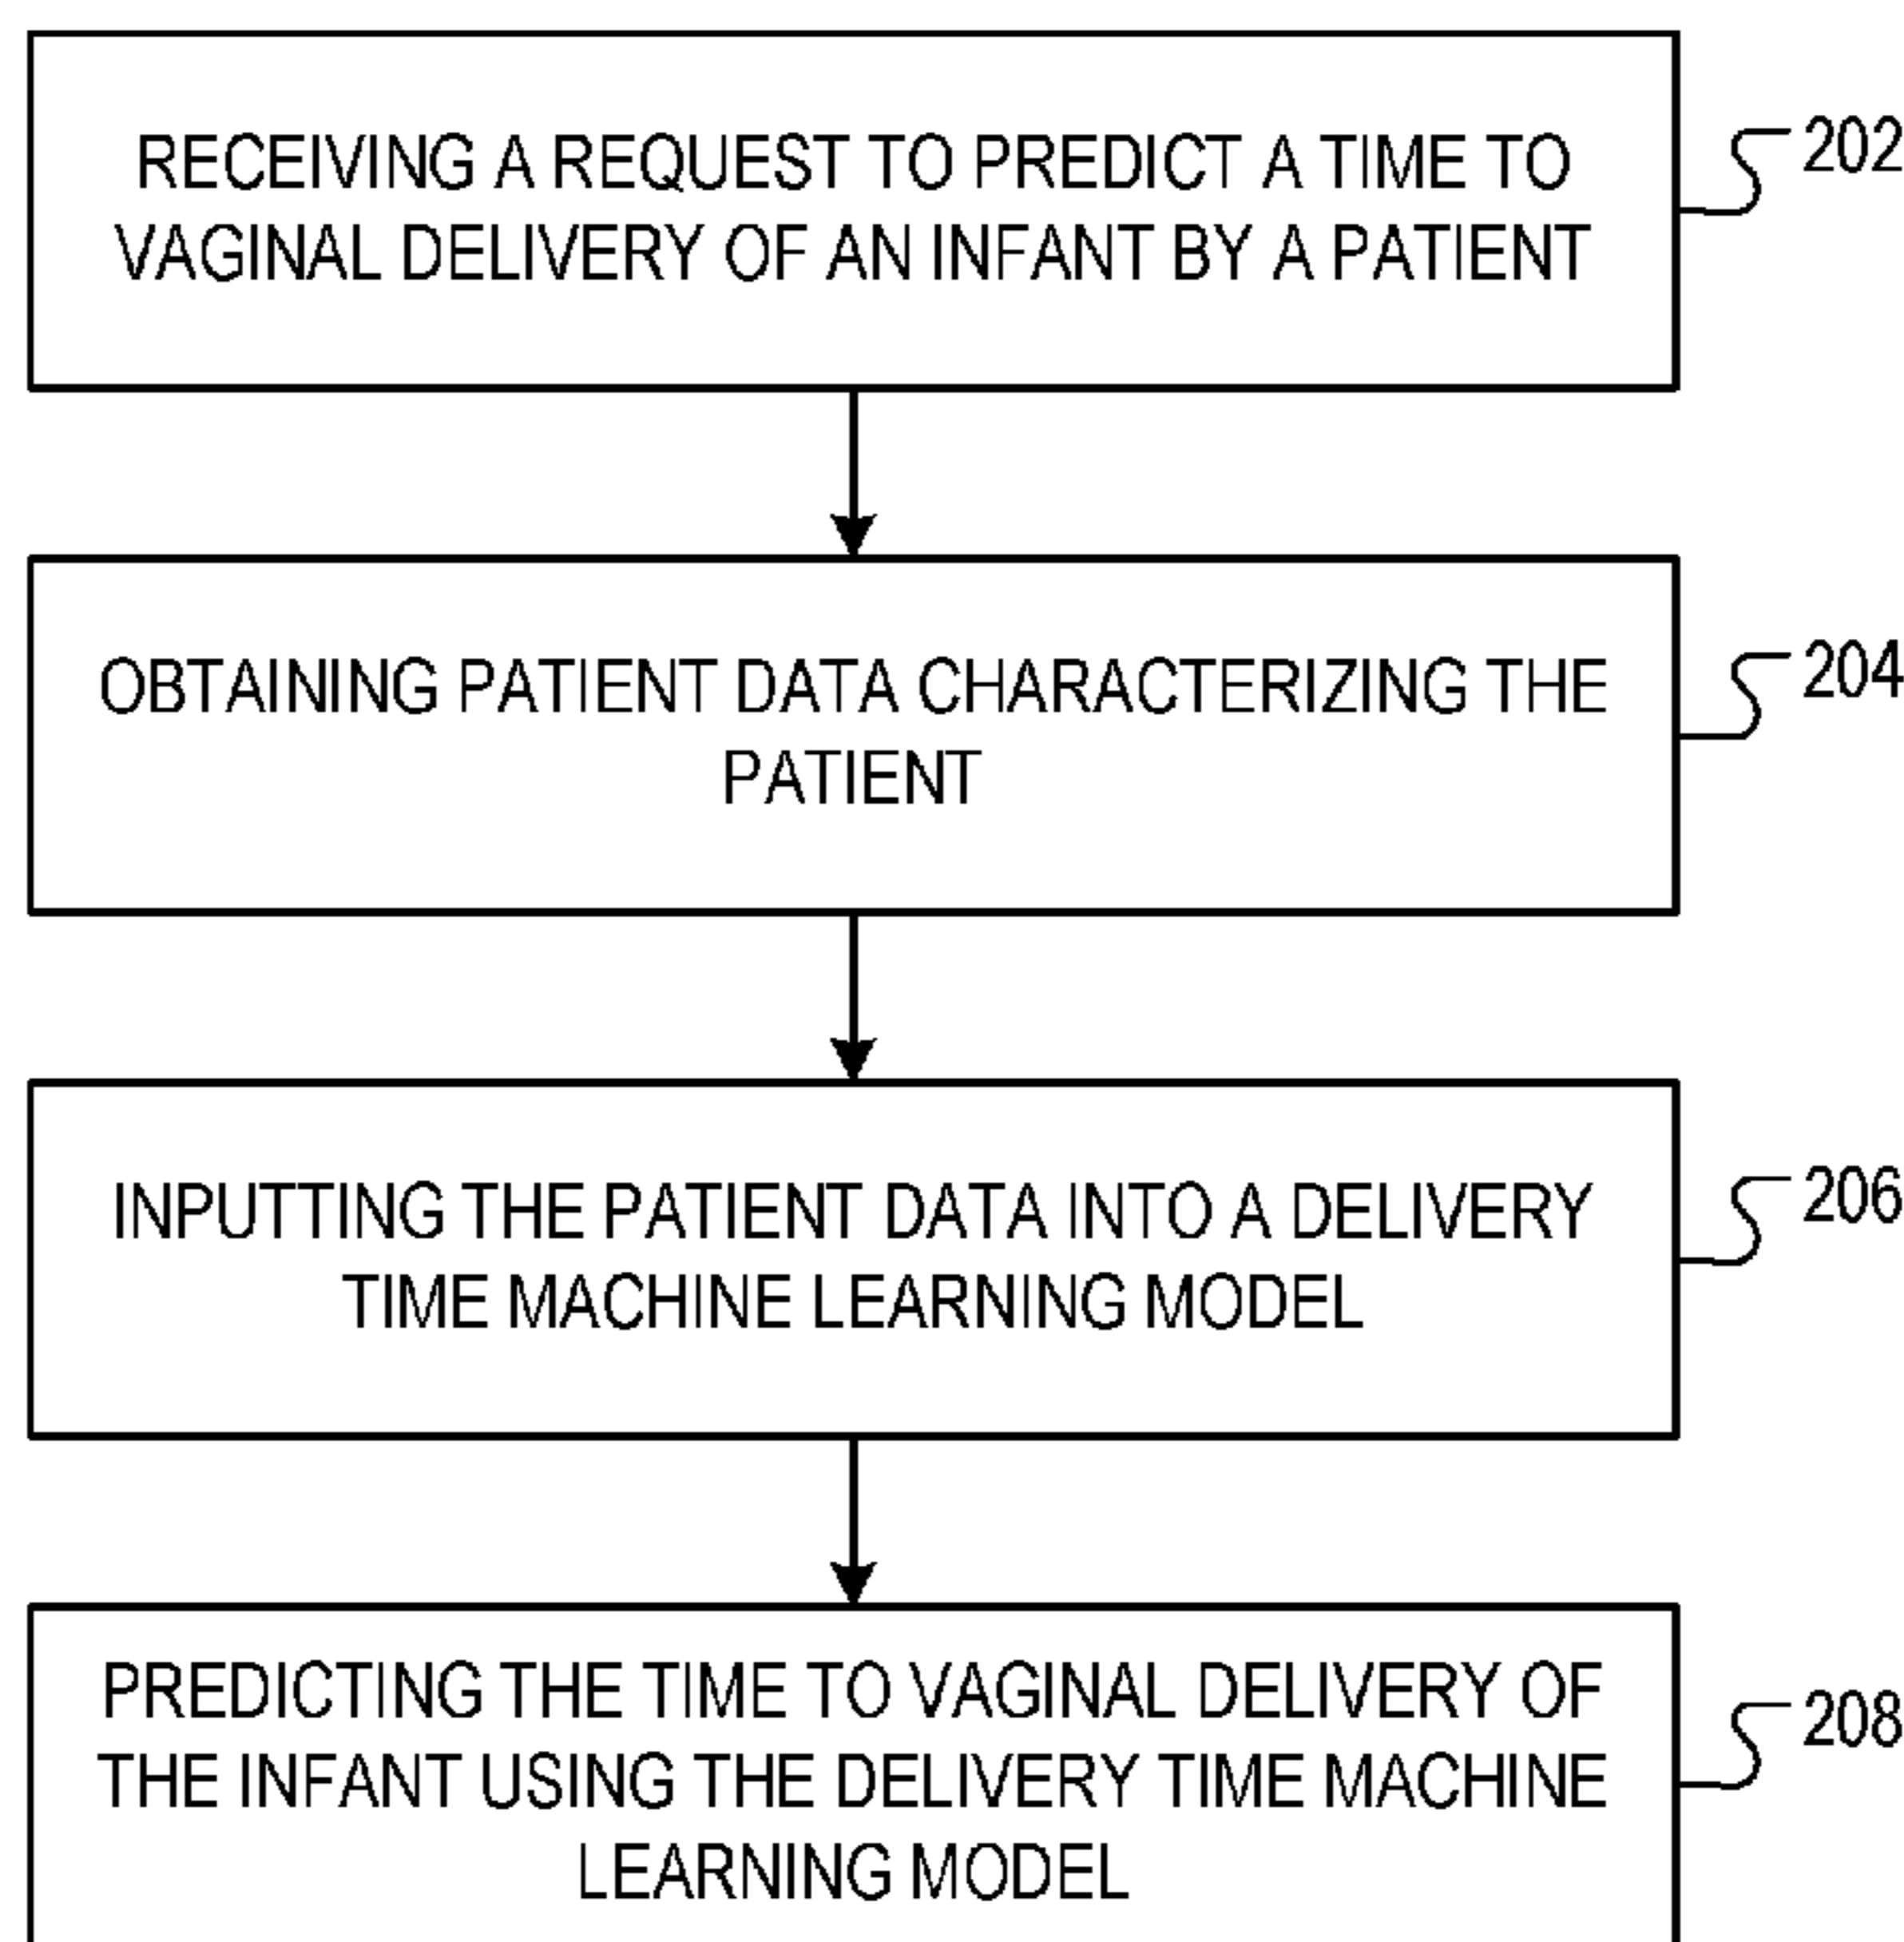 RECEIVING A REQUEST TO PREDICT A TIME TO
VAGINAL DELIVERY OF AN INFANT BY A PATIENT
202
OBTAINING PATIENT DATA CHARACTERIZING THE
PATIENT
204
INPUTTING THE PATIENT DATA INTO A DELIVERY
TIME MACHINE LEARNING MODEL
206
PREDICTING THE TIME TO VAGINAL DELIVERY OF
THE INFANT USING THE DELIVERY TIME MACHINE
LEARNING MODEL
208